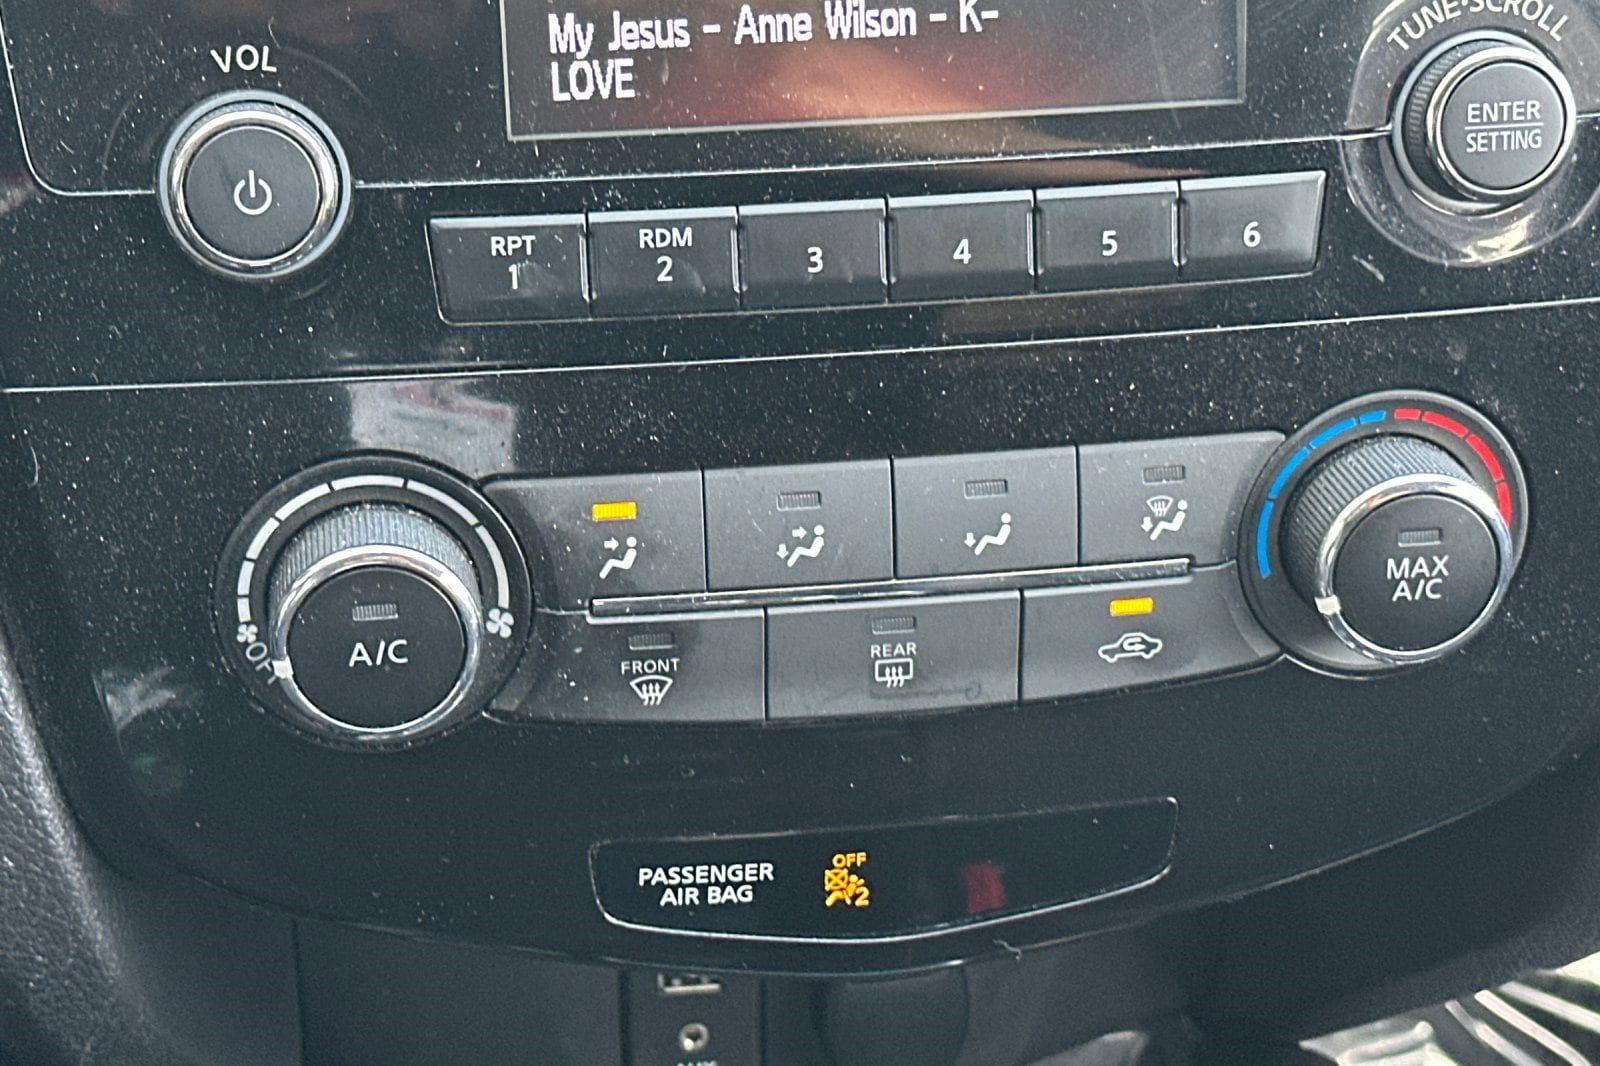 My Jesus - Anne Wilson - K-
LOVE
VOL
TUNE·SCROLL
ENTER
SETTING
RPT
1
RDM
2
3
4
5
6
OFF
A/C
MAX
A/C
FRONT
REAR
PASSENGER
AIR BAG
OFF
2